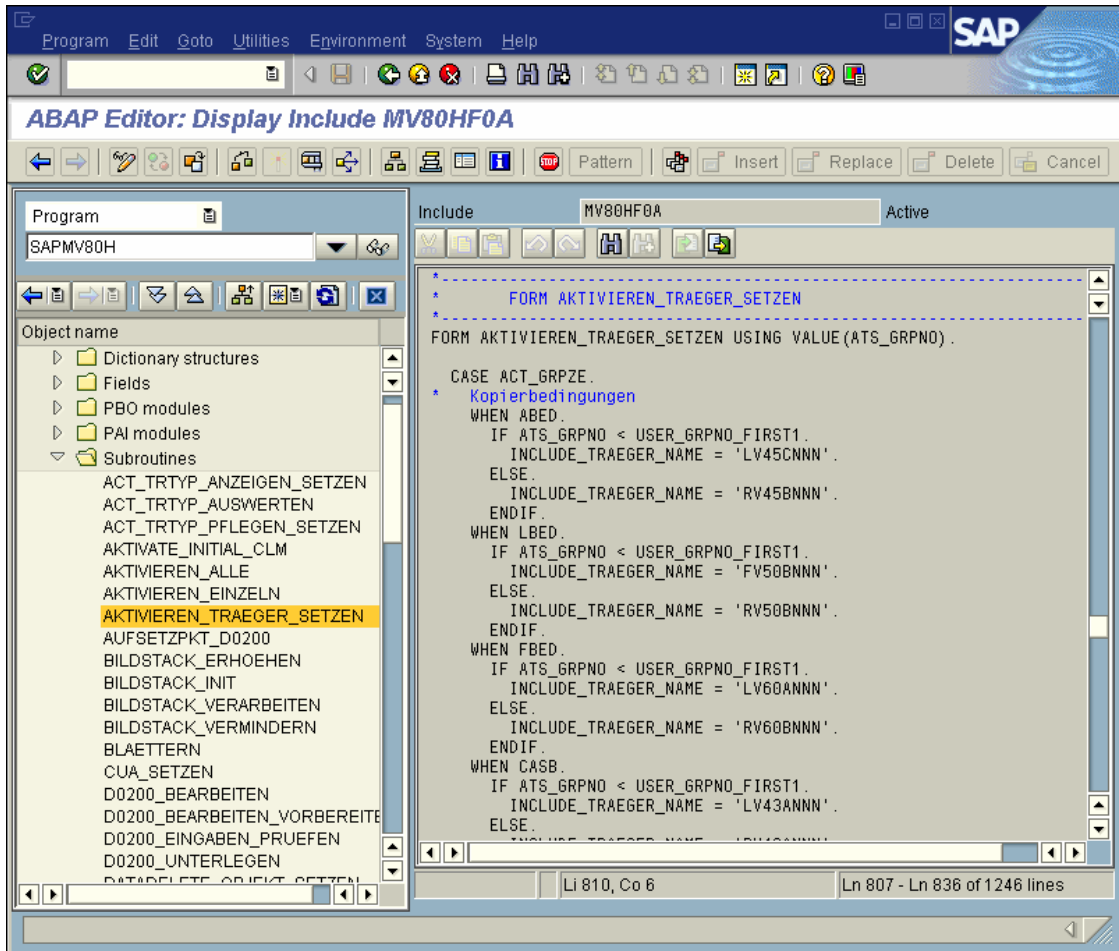 Program Edit Goto Utilities Environment System Help
SAP
ABAP Editor: Display Include MV80HF0A
STOP Pattern Insert Replace Delete Cancel
Program
SAPMV80H
Object name
Dictionary structures
Fields
PBO modules
PAI modules
Subroutines
ACT_TRTYP_ANZEIGEN_SETZEN
ACT_TRTYP_AUSWERTEN
ACT_TRTYP_PFLEGEN_SETZEN
AKTIVATE_INITIAL_CLM
AKTIVIEREN_ALLE
AKTIVIEREN_EINZELN
AKTIVIEREN_TRAEGER_SETZEN
AUFSETZPKT_D0200
BILDSTACK_ERHOEHEN
BILDSTACK_INIT
BILDSTACK_VERARBEITEN
BILDSTACK_VERMINDERN
BLAETTERN
CUA_SETZEN
D0200_BEARBEITEN
D0200_BEARBEITEN_VORBEREITE
D0200_EINGABEN_PRUEFEN
D0200_UNTERLEGEN
DATADELETE_OBJEKT_SETZEN
Include MV80HF0A Active
*-------------------------------------------------------------------
* FORM AKTIVIEREN_TRAEGER_SETZEN
*-------------------------------------------------------------------
FORM AKTIVIEREN_TRAEGER_SETZEN USING VALUE(ATS_GRPNO).
CASE ACT_GRPZE.
* Kopierbedingungen
WHEN ABED.
IF ATS_GRPNO < USER_GRPNO_FIRST1.
INCLUDE_TRAEGER_NAME = 'LV45CNNN'.
ELSE.
INCLUDE_TRAEGER_NAME = 'RV45BNNN'.
ENDIF.
WHEN LBED.
IF ATS_GRPNO < USER_GRPNO_FIRST1.
INCLUDE_TRAEGER_NAME = 'FV50BNNN'.
ELSE.
INCLUDE_TRAEGER_NAME = 'RV50BNNN'.
ENDIF.
WHEN FBED.
IF ATS_GRPNO < USER_GRPNO_FIRST1.
INCLUDE_TRAEGER_NAME = 'LV60ANNN'.
ELSE.
INCLUDE_TRAEGER_NAME = 'RV60BNNN'.
ENDIF.
WHEN CASB.
IF ATS_GRPNO < USER_GRPNO_FIRST1.
INCLUDE_TRAEGER_NAME = 'LV43ANNN'.
ELSE.
Li 810, Co 6
Ln 807 - Ln 836 of 1246 lines